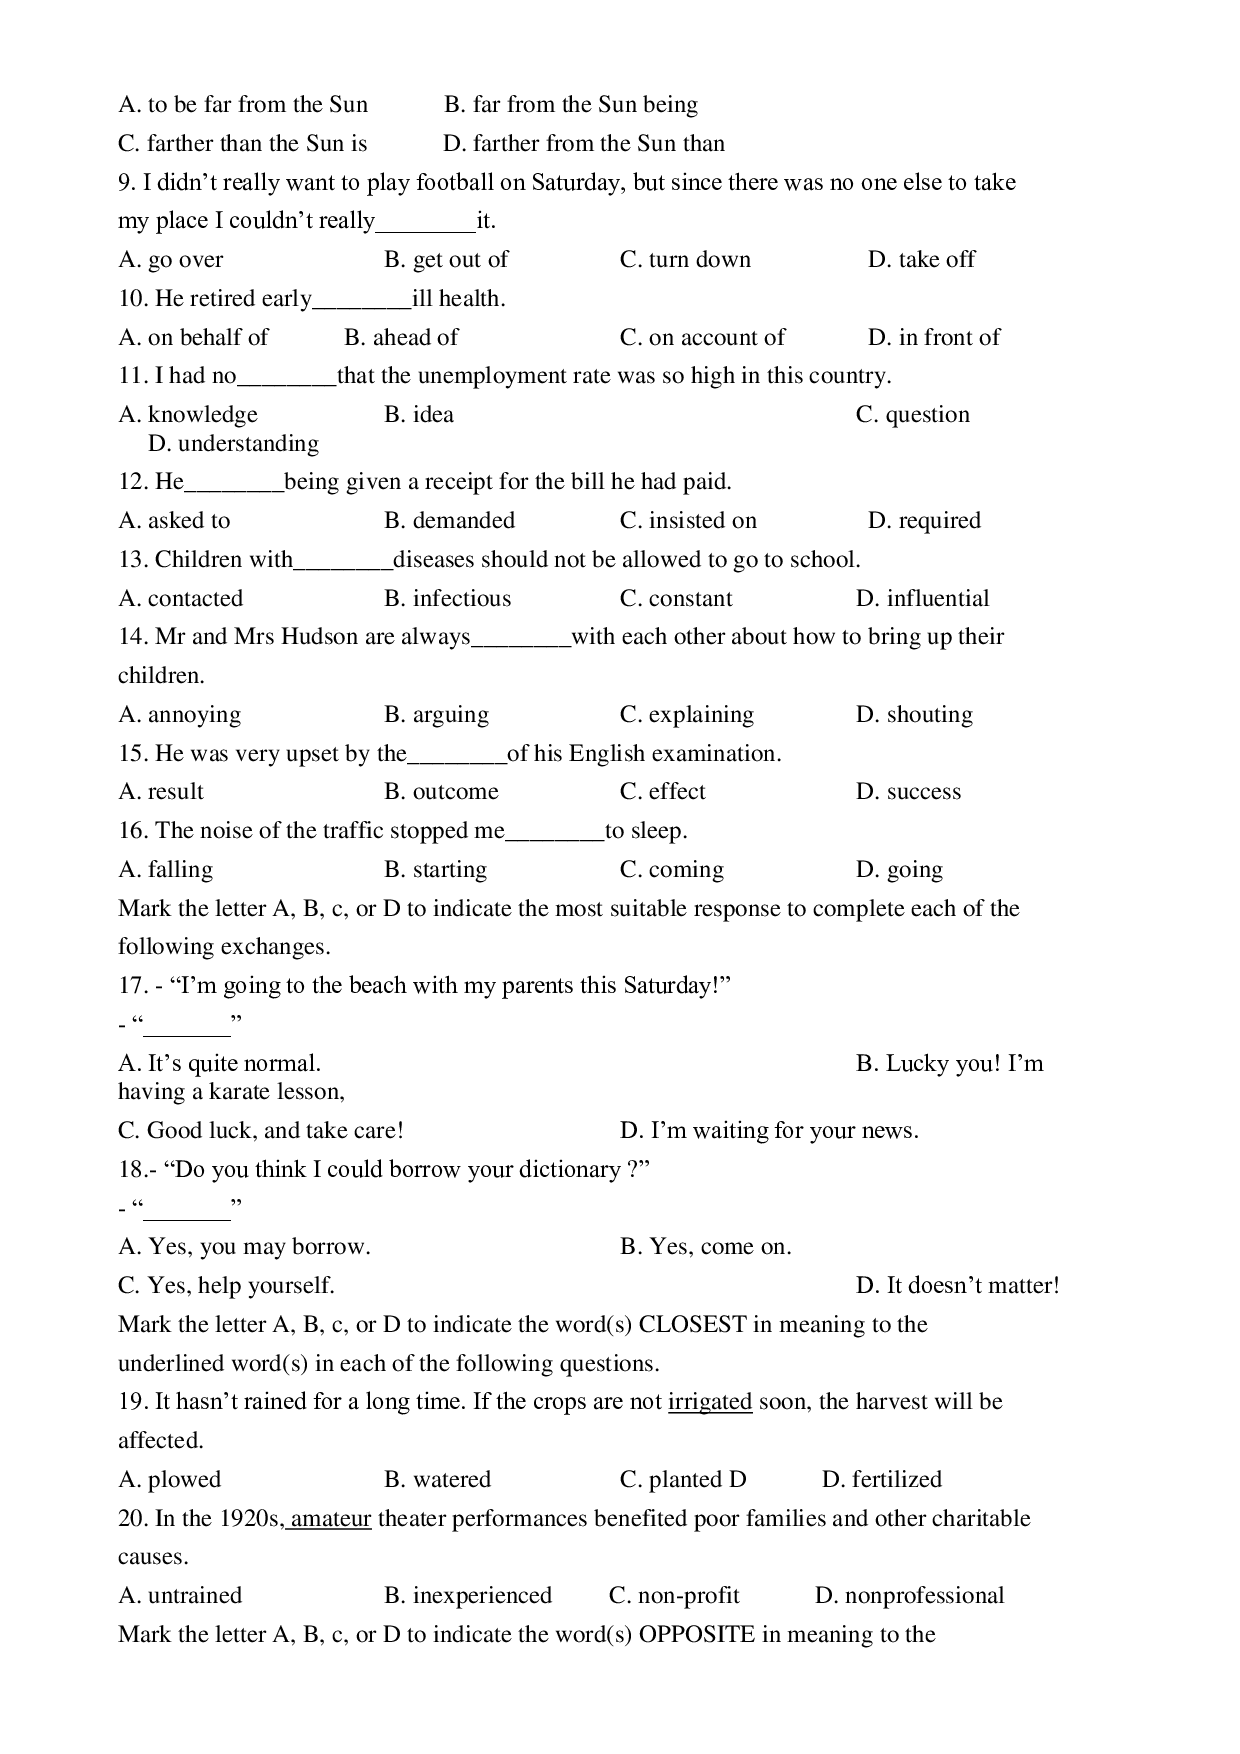 A. to be far from the Sun B. far from the Sun being
C. farther than the Sun is D. farther from the Sun than
9. I didn’t really want to play football on Saturday, but since there was no one else to take
my place I couldn’t really________it.
A. go over B. get out of C. turn down D. take off
10. He retired early________ill health.
A. on behalf of B. ahead of C. on account of D. in front of
11. I had no________that the unemployment rate was so high in this country.
A. knowledge B. idea C. question
D. understanding
12. He________being given a receipt for the bill he had paid.
A. asked to B. demanded C. insisted on D. required
13. Children with________diseases should not be allowed to go to school.
A. contacted B. infectious C. constant D. influential
14. Mr and Mrs Hudson are always________with each other about how to bring up their
children.
A. annoying B. arguing C. explaining D. shouting
15. He was very upset by the________of his English examination.
A. result B. outcome C. effect D. success
16. The noise of the traffic stopped me________to sleep.
A. falling B. starting C. coming D. going
Mark the letter A, B, c, or D to indicate the most suitable response to complete each of the
following exchanges.
17. - “I’m going to the beach with my parents this Saturday!”
- “_______”
A. It’s quite normal. B. Lucky you! I’m
having a karate lesson,
C. Good luck, and take care! D. I’m waiting for your news.
18.- “Do you think I could borrow your dictionary ?”
- “_______”
A. Yes, you may borrow. B. Yes, come on.
C. Yes, help yourself. D. It doesn’t matter!
Mark the letter A, B, c, or D to indicate the word(s) CLOSEST in meaning to the
underlined word(s) in each of the following questions.
19. It hasn’t rained for a long time. If the crops are not irrigated soon, the harvest will be
affected.
A. plowed B. watered C. planted D D. fertilized
20. In the 1920s, amateur theater performances benefited poor families and other charitable
causes.
A. untrained B. inexperienced C. non-profit D. nonprofessional
Mark the letter A, B, c, or D to indicate the word(s) OPPOSITE in meaning to the